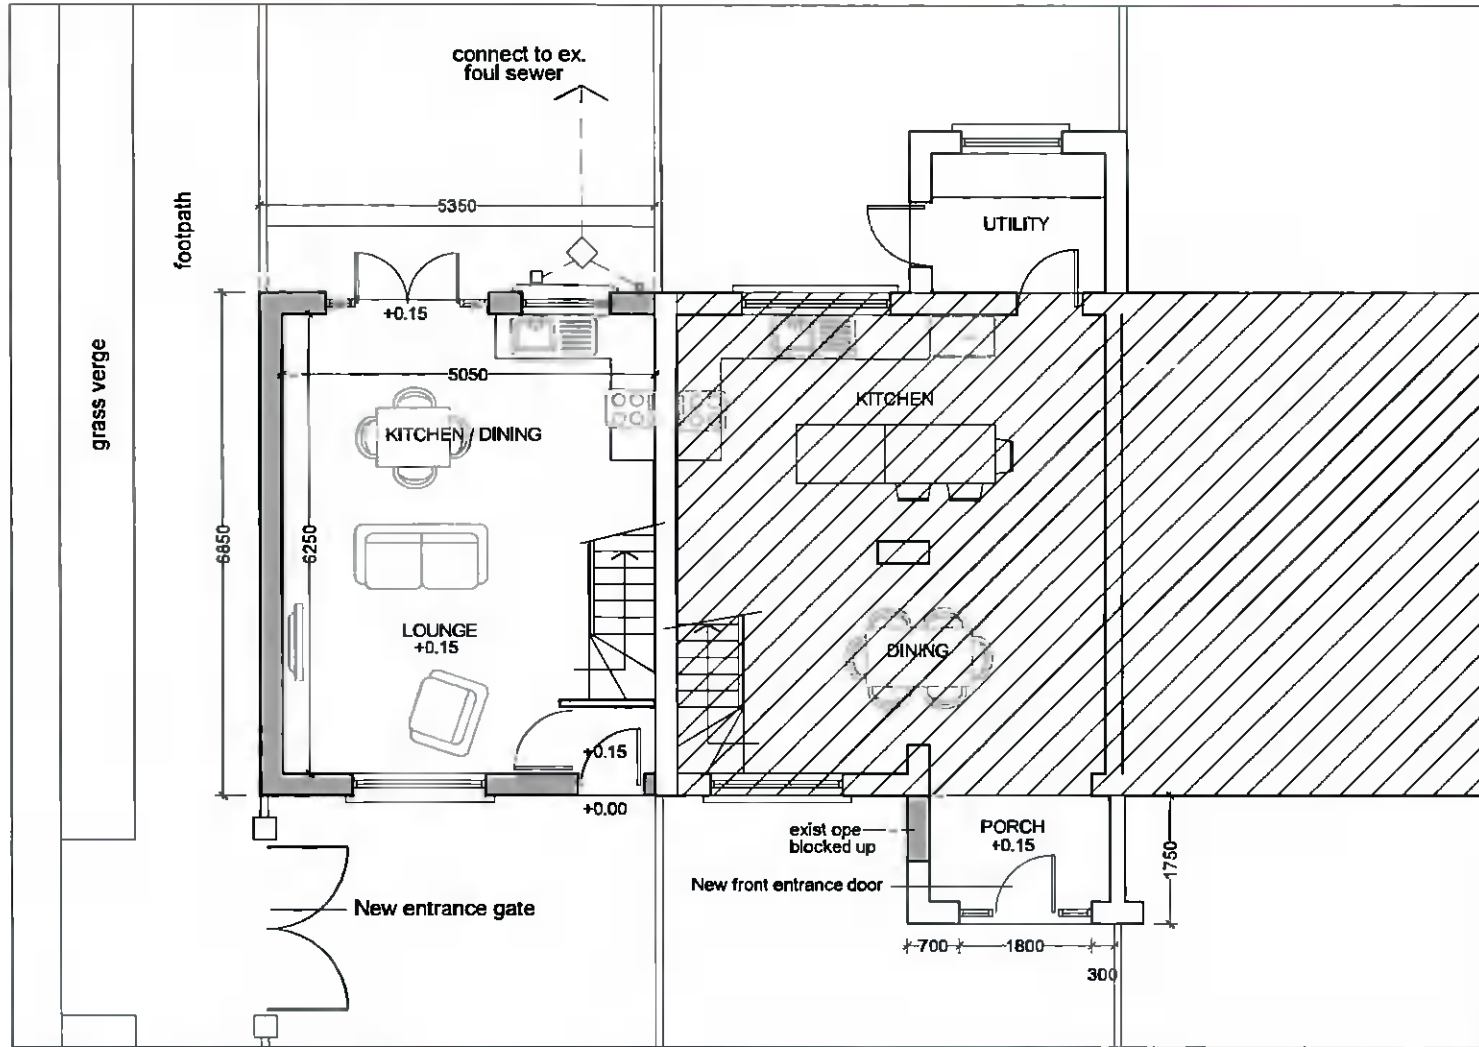 connect to ex.
foul sewer
5350
footpath
UTILITY
+0.15
grass verge
5050
KITCHEN
KITCHEN / DINING
6850
6250
LOUNGE
+0.15
DINING
+0.15
+0.00
exist ope
blocked up
PORCH
+0.15
1750
New front entrance door
New entrance gate
700
1800
300